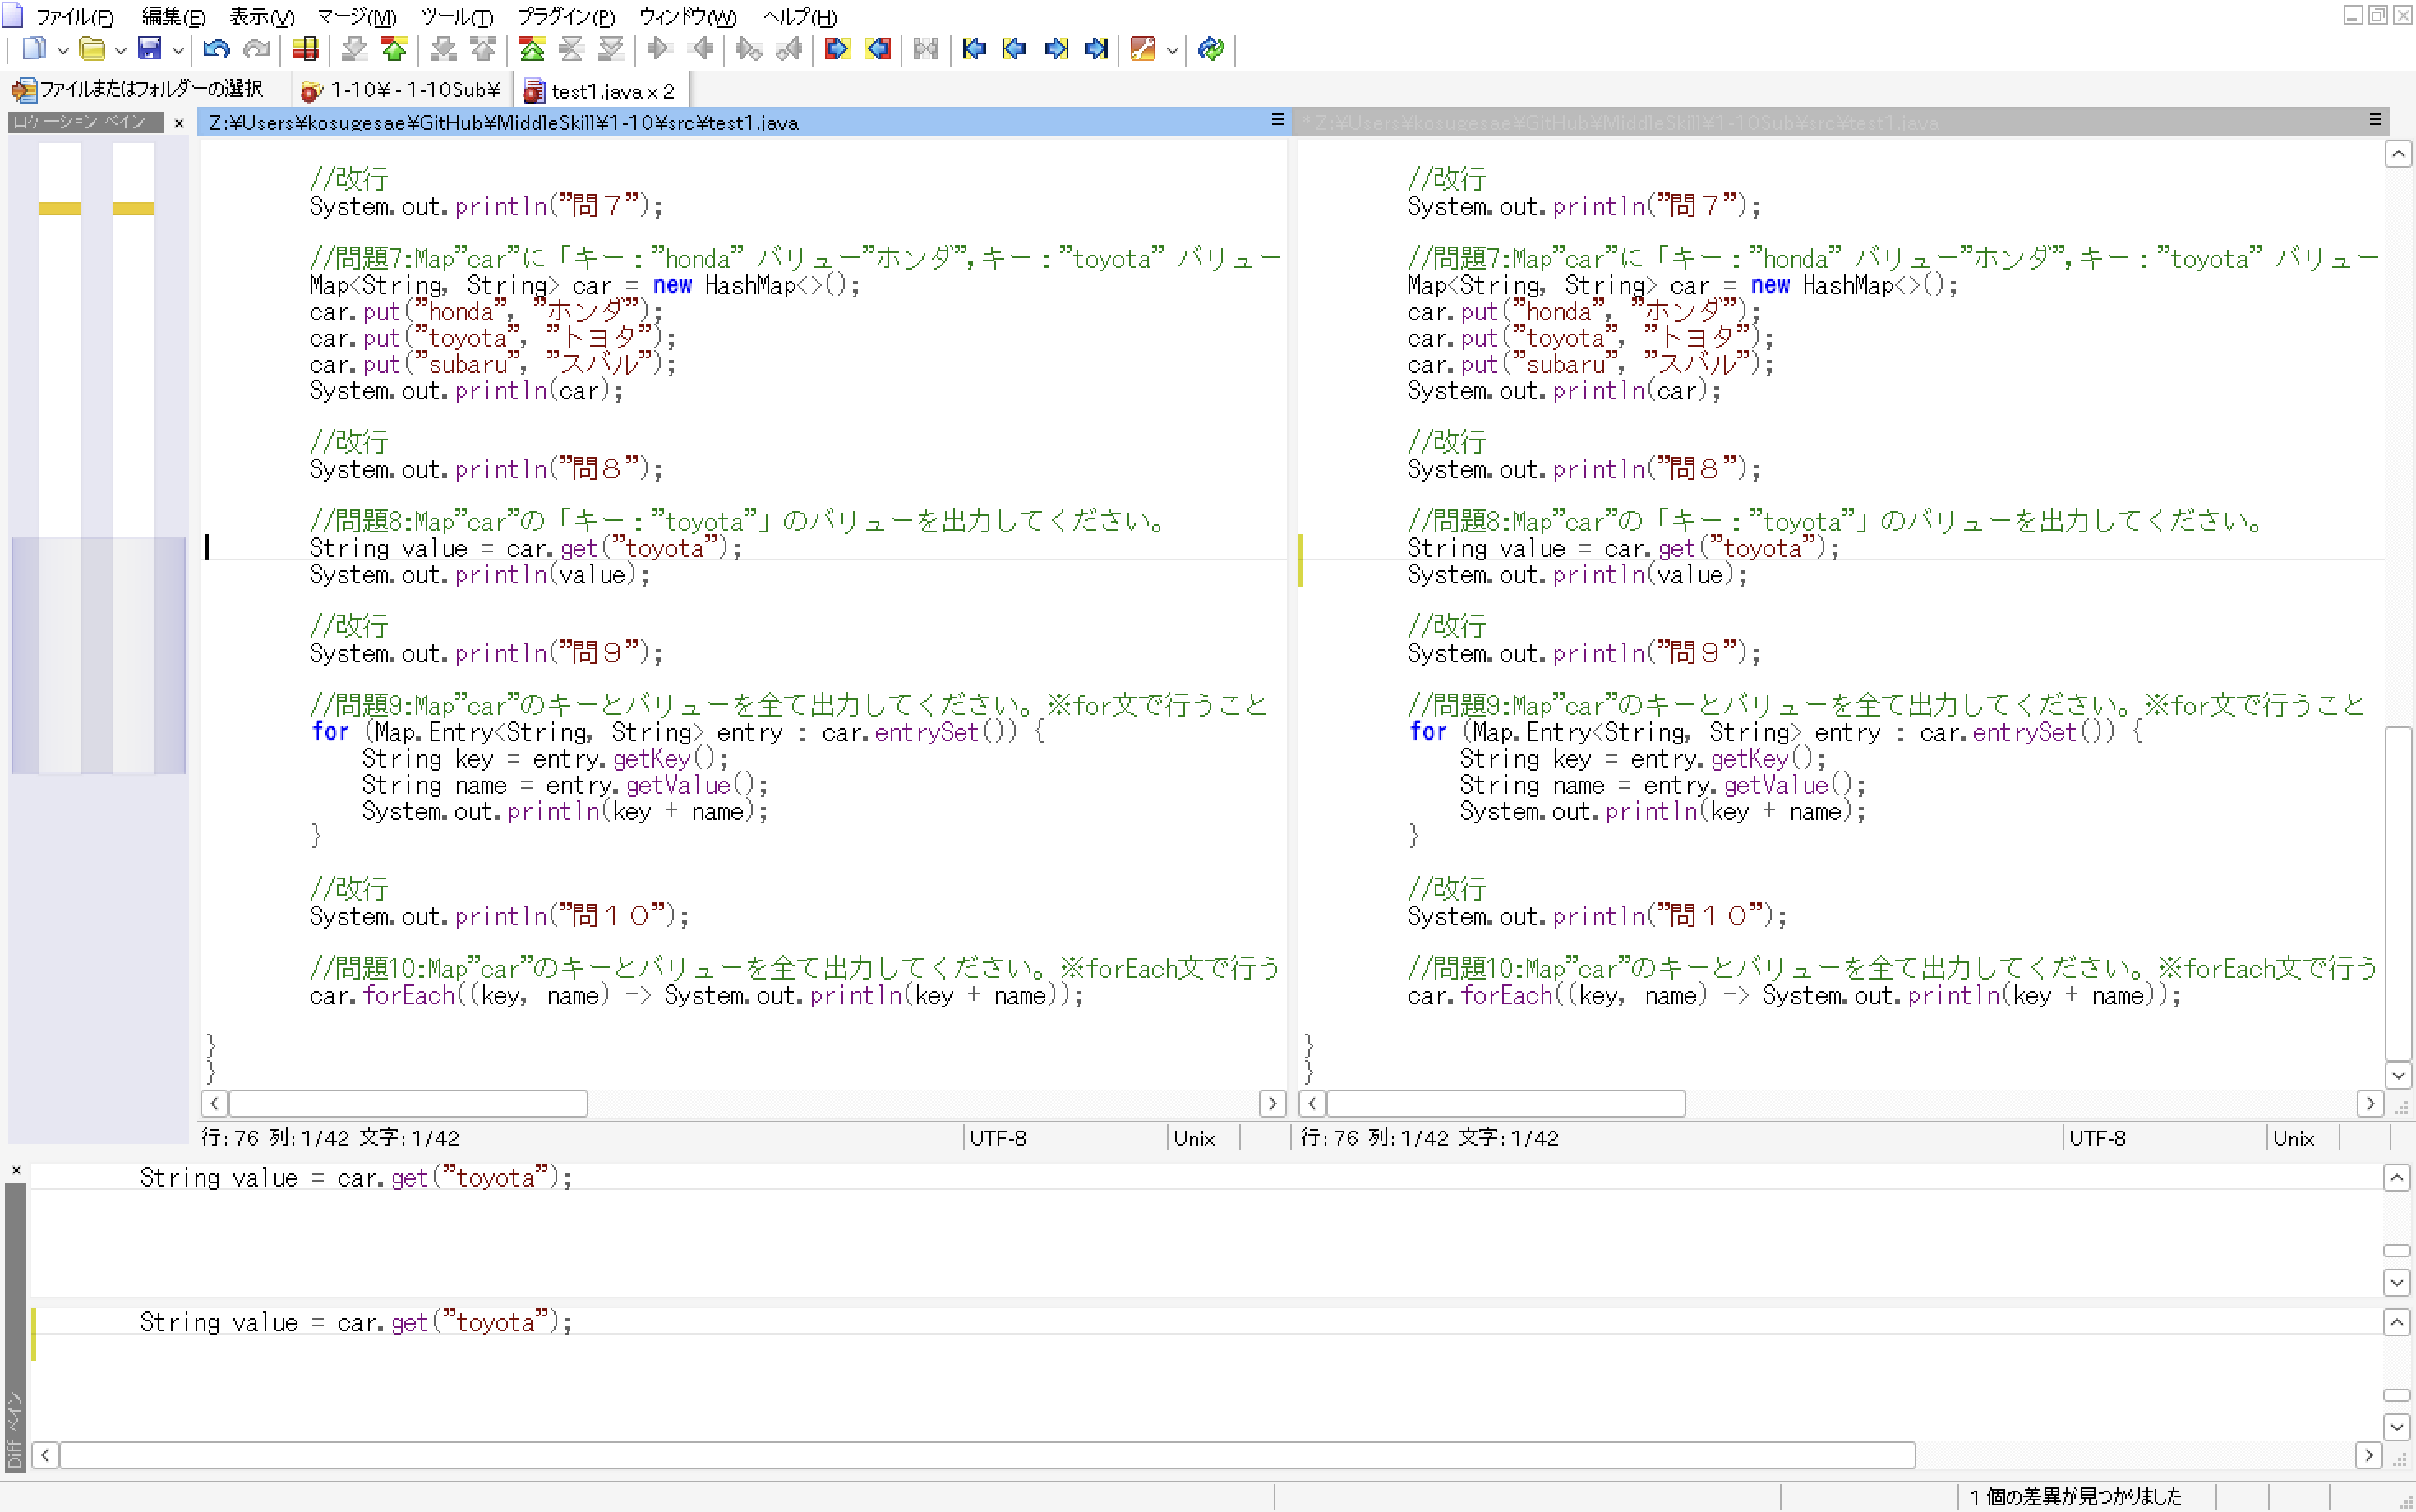 ファイル(F) 編集(E) 表示(V) マージ(M) ツール(T) プラグイン(P) ウィンドウ(W) ヘルプ(H)
ファイルまたはフォルダーの選択 1-10¥ - 1-10Sub¥ test1.java x 2
ロケーション ペイン × Z:¥Users¥kosugesae¥GitHub¥MiddleSkill¥1-10¥src¥test1.java
* Z:¥Users¥kosugesae¥GitHub¥MiddleSkill¥1-10Sub¥src¥test1.java
//改行
System.out.println("問７");
//問題7:Map"car"に「キー："honda" バリュー"ホンダ",キー："toyota" バリュー
Map<String, String> car = new HashMap<>();
car.put("honda", "ホンダ");
car.put("toyota", "トヨタ");
car.put("subaru", "スバル");
System.out.println(car);
//改行
System.out.println("問８");
//問題8:Map"car"の「キー："toyota"」のバリューを出力してください。
String value = car.get("toyota");
System.out.println(value);
//改行
System.out.println("問９");
//問題9:Map"car"のキーとバリューを全て出力してください。※for文で行うこと
for (Map.Entry<String, String> entry : car.entrySet()) {
String key = entry.getKey();
String name = entry.getValue();
System.out.println(key + name);
}
//改行
System.out.println("問１０");
//問題10:Map"car"のキーとバリューを全て出力してください。※forEach文で行う
car.forEach((key, name) -> System.out.println(key + name));
}
}
行: 76 列: 1/42 文字: 1/42 UTF-8 Unix
//改行
System.out.println("問７");
//問題7:Map"car"に「キー："honda" バリュー"ホンダ",キー："toyota" バリュー
Map<String, String> car = new HashMap<>();
car.put("honda", "ホンダ");
car.put("toyota", "トヨタ");
car.put("subaru", "スバル");
System.out.println(car);
//改行
System.out.println("問８");
//問題8:Map"car"の「キー："toyota"」のバリューを出力してください。
String value = car.get("toyota");
System.out.println(value);
//改行
System.out.println("問９");
//問題9:Map"car"のキーとバリューを全て出力してください。※for文で行うこと
for (Map.Entry<String, String> entry : car.entrySet()) {
String key = entry.getKey();
String name = entry.getValue();
System.out.println(key + name);
}
//改行
System.out.println("問１０");
//問題10:Map"car"のキーとバリューを全て出力してください。※forEach文で行う
car.forEach((key, name) -> System.out.println(key + name));
}
}
行: 76 列: 1/42 文字: 1/42 UTF-8 Unix
String value = car.get("toyota");
String value = car.get("toyota");
Diff ペイン
1 個の差異が見つかりました